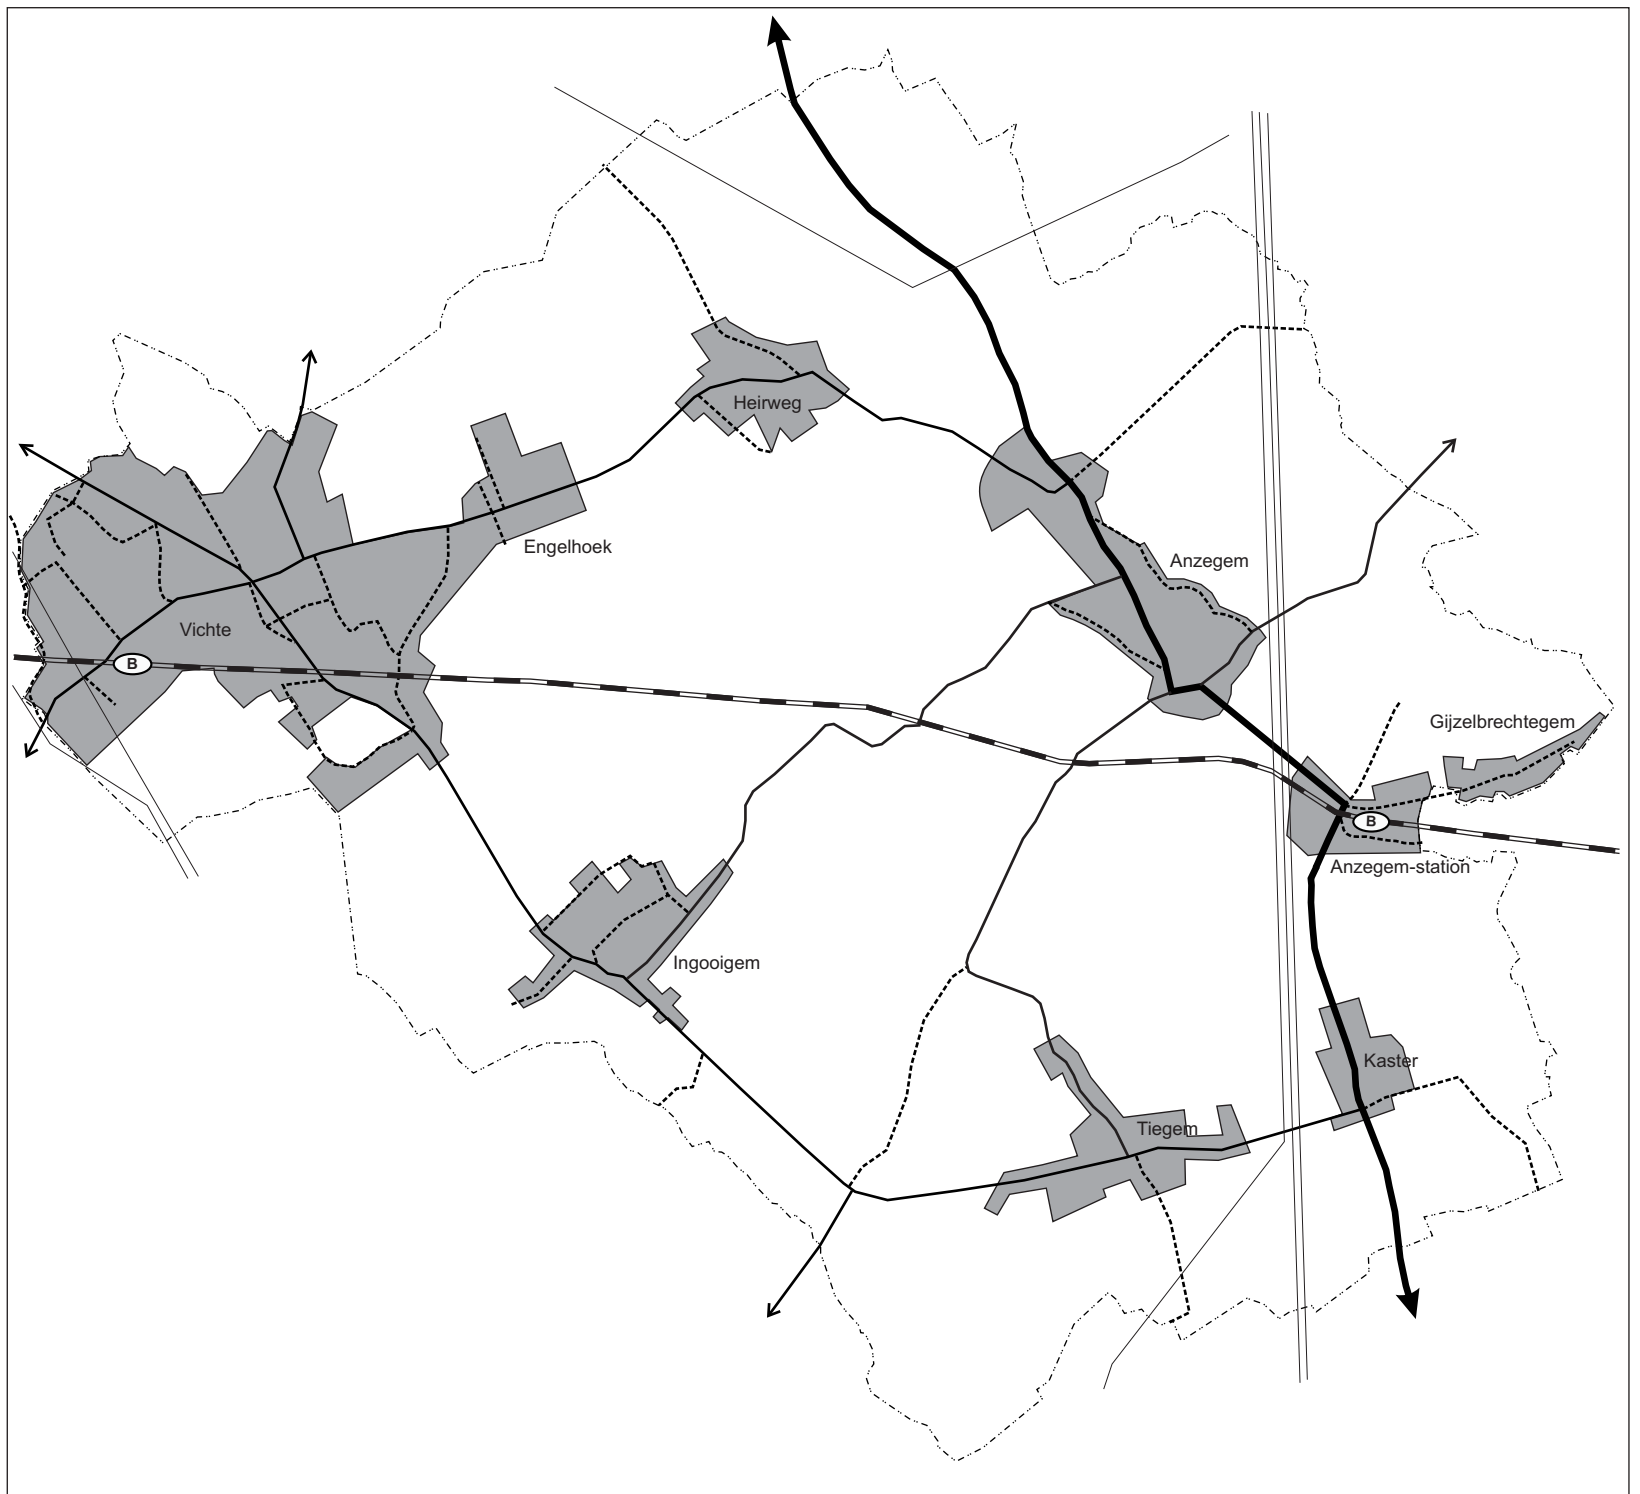 Heirweg
Engelhoek
Anzegem
Vichte
B
Gijzelbrechtegem
B
Anzegem-station
Ingooigem
Kaster
Tiegem